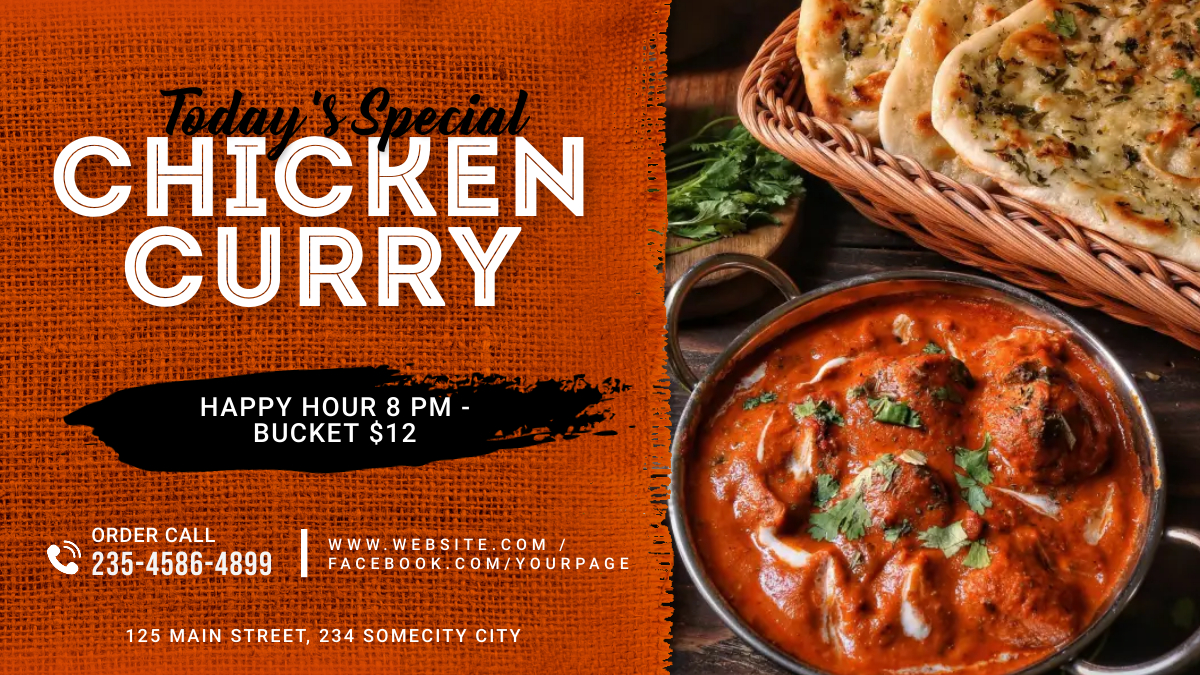 Today's Special
CHICKEN
CURRY
HAPPY HOUR 8 PM -
BUCKET $12
ORDER CALL
235-4586-4899
WWW.WEBSITE.COM /
FACEBOOK.COM/YOURPAGE
125 MAIN STREET, 234 SOMECITY CITY